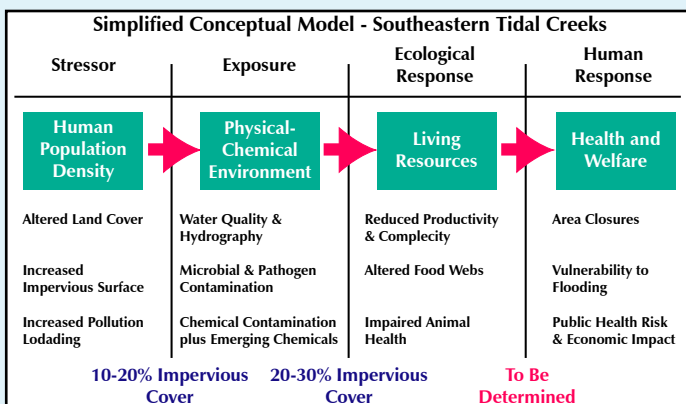 Simplified Conceptual Model - Southeastern Tidal Creeks
Stressor
Exposure
Ecological
Response
Human
Response
Human
Population
Density
Physical-
Chemical
Environment
Living
Resources
Health and
Welfare
Altered Land Cover
Water Quality &
Hydrography
Reduced Productivity
& Complecity
Area Closures
Increased
Impervious Surface
Microbial & Pathogen
Contamination
Altered Food Webs
Vulnerability to
Flooding
Increased Pollution
Lodading
Chemical Contamination
plus Emerging Chemicals
Impaired Animal
Health
Public Health Risk
& Economic Impact
10-20% Impervious
Cover
20-30% Impervious
Cover
To Be
Determined